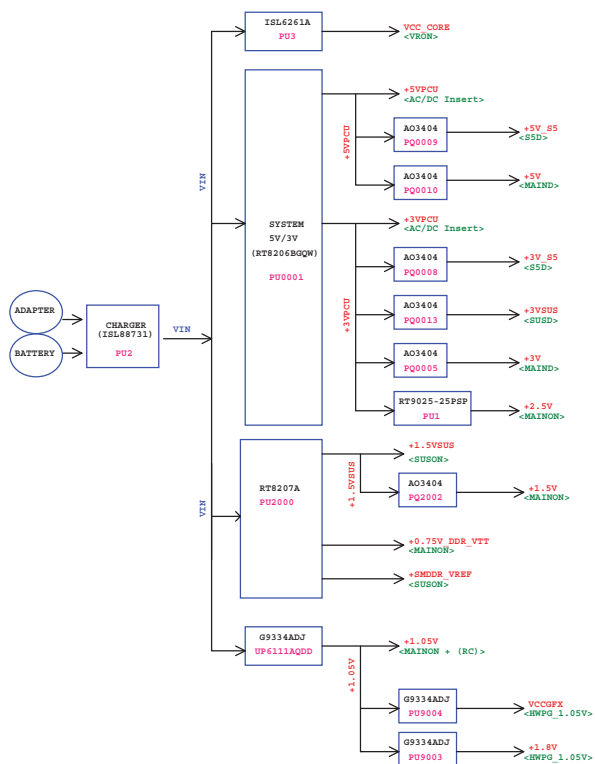 ISL6261A
PU3
VCC_CORE
<VRON>
VIN
SYSTEM
5V/3V
(RT8206BGQW)
PU0001
+5VPCU
<AC/DC Insert>
+5VPCU
AO3404
PQ0009
+5V_S5
<S5D>
AO3404
PQ0010
+5V
<MAIND>
+3VPCU
<AC/DC Insert>
+3VPCU
AO3404
PQ0008
+3V_S5
<S5D>
AO3404
PQ0013
+3VSUS
<SUSD>
AO3404
PQ0005
+3V
<MAIND>
RT9025-25PSP
PU1
+2.5V
<MAINON>
ADAPTER
BATTERY
CHARGER
(ISL88731)
PU2
VIN
VIN
RT8207A
PU2000
+1.5VSUS
<SUSON>
+1.5VSUS
AO3404
PQ2002
+1.5V
<MAINON>
+0.75V_DDR_VTT
<MAINON>
+SMDDR_VREF
<SUSON>
G9334ADJ
UP6111AQDD
+1.05V
<MAINON + (RC)>
+1.05V
G9334ADJ
PU9004
VCCGFX
<HWPG_1.05V>
G9334ADJ
PU9003
+1.8V
<HWPG_1.05V>